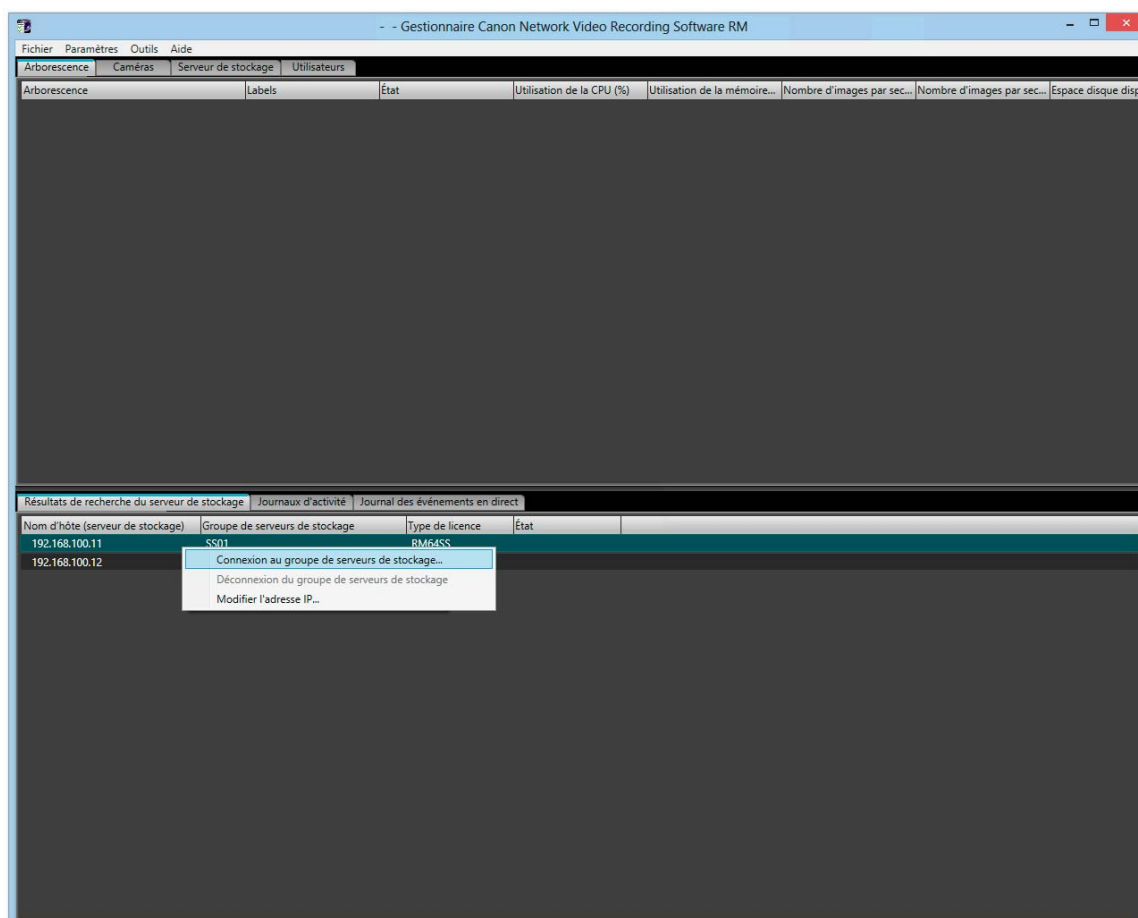 - - Gestionnaire Canon Network Video Recording Software RM
Fichier Paramètres Outils Aide
Arborescence Caméras Serveur de stockage Utilisateurs
Arborescence Labels État Utilisation de la CPU (%) Utilisation de la mémoire... Nombre d'images par sec... Nombre d'images par sec... Espace disque disp
Résultats de recherche du serveur de stockage Journaux d'activité Journal des événements en direct
Nom d'hôte (serveur de stockage) Groupe de serveurs de stockage Type de licence État
192.168.100.11 SS01 RM64SS
192.168.100.12
Connexion au groupe de serveurs de stockage...
Déconnexion du groupe de serveurs de stockage
Modifier l'adresse IP...